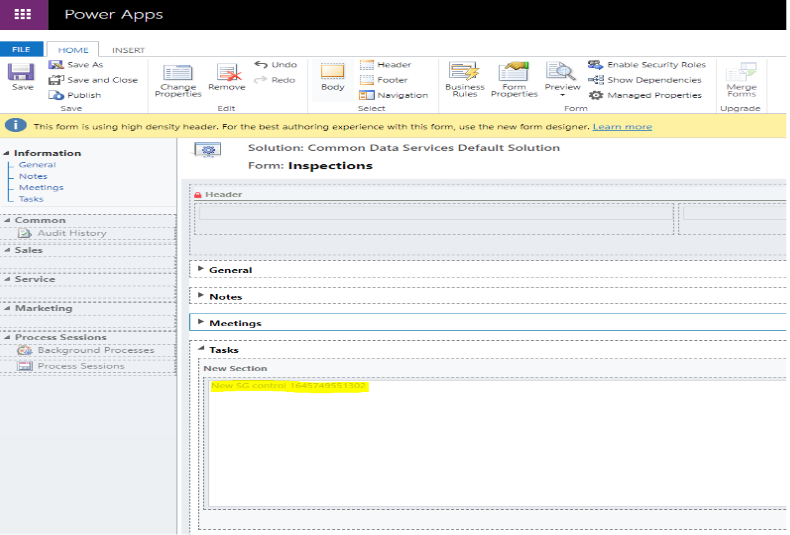 Power Apps
FILE HOME INSERT
Save
Save As
Save and Close
Publish
Save
Change Properties
Remove
Undo
Redo
Edit
Body
Header
Footer
Navigation
Select
Business Rules
Form Properties
Preview
Enable Security Roles
Show Dependencies
Managed Properties
Form
Merge Forms
Upgrade
This form is using high density header. For the best authoring experience with this form, use the new form designer. Learn more
Information
General
Notes
Meetings
Tasks
Common
Audit History
Sales
Service
Marketing
Process Sessions
Background Processes
Process Sessions
Solution: Common Data Services Default Solution
Form: Inspections
Header
General
Notes
Meetings
Tasks
New Section
New SG control 1645749551302